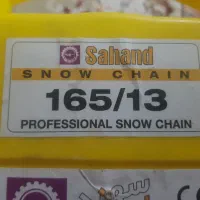 Sahand
SNOW CHAIN
165/13
PROFESSIONAL SNOW CHAIN